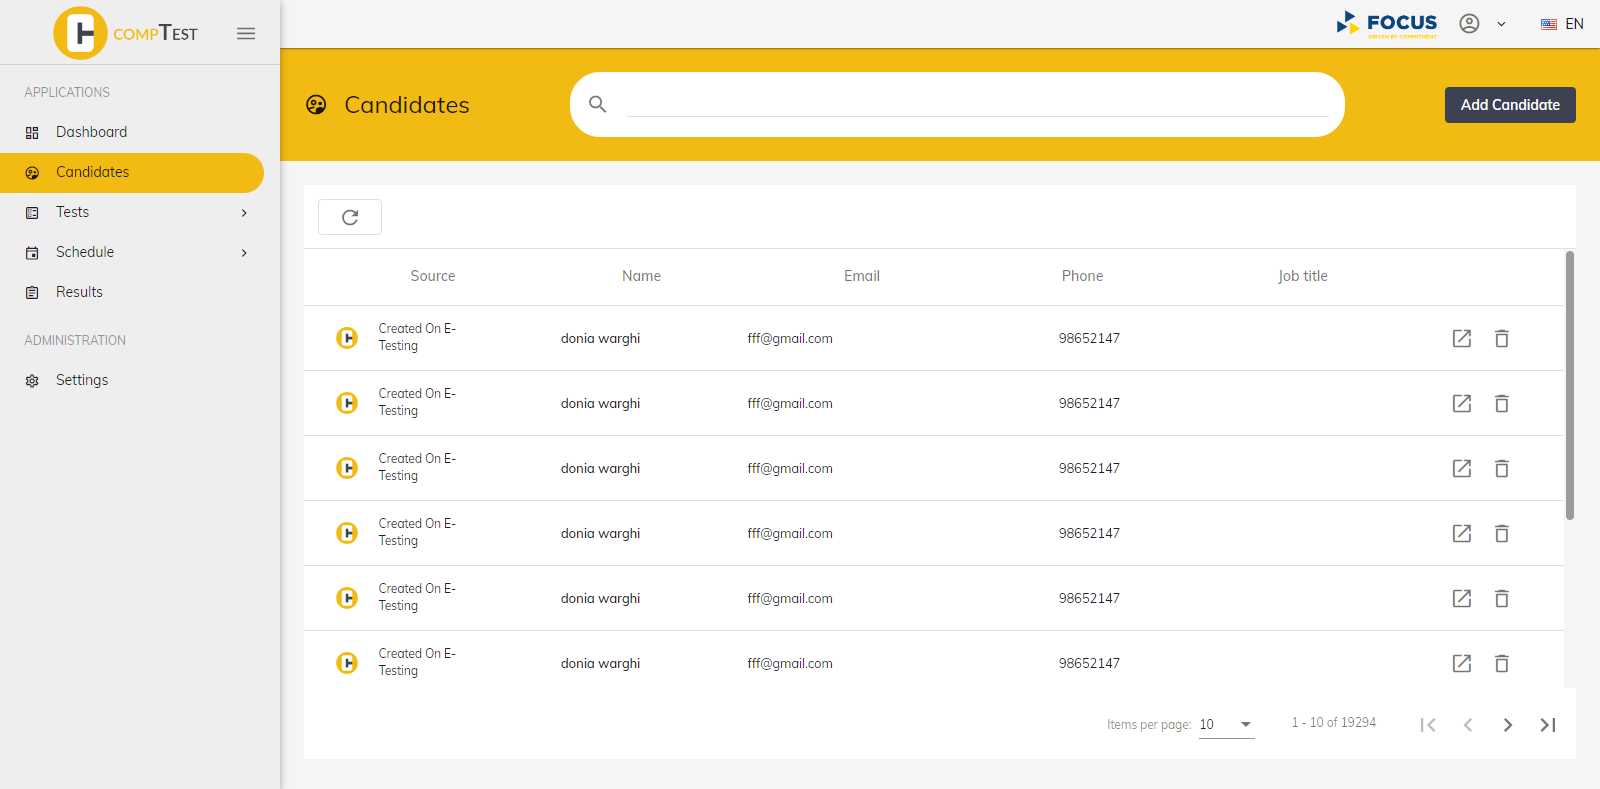 COMPTEST
FOCUS
DRIVEN BY COMMITMENT
EN
APPLICATIONS
Dashboard
Candidates
Tests
Schedule
Results
ADMINISTRATION
Settings
Candidates
Add Candidate
Source Name Email Phone Job title
Created On E-
Testing
donia warghi fff@gmail.com 98652147
Created On E-
Testing
donia warghi fff@gmail.com 98652147
Created On E-
Testing
donia warghi fff@gmail.com 98652147
Created On E-
Testing
donia warghi fff@gmail.com 98652147
Created On E-
Testing
donia warghi fff@gmail.com 98652147
Created On E-
Testing
donia warghi fff@gmail.com 98652147
Items per page: 10 1 - 10 of 19294